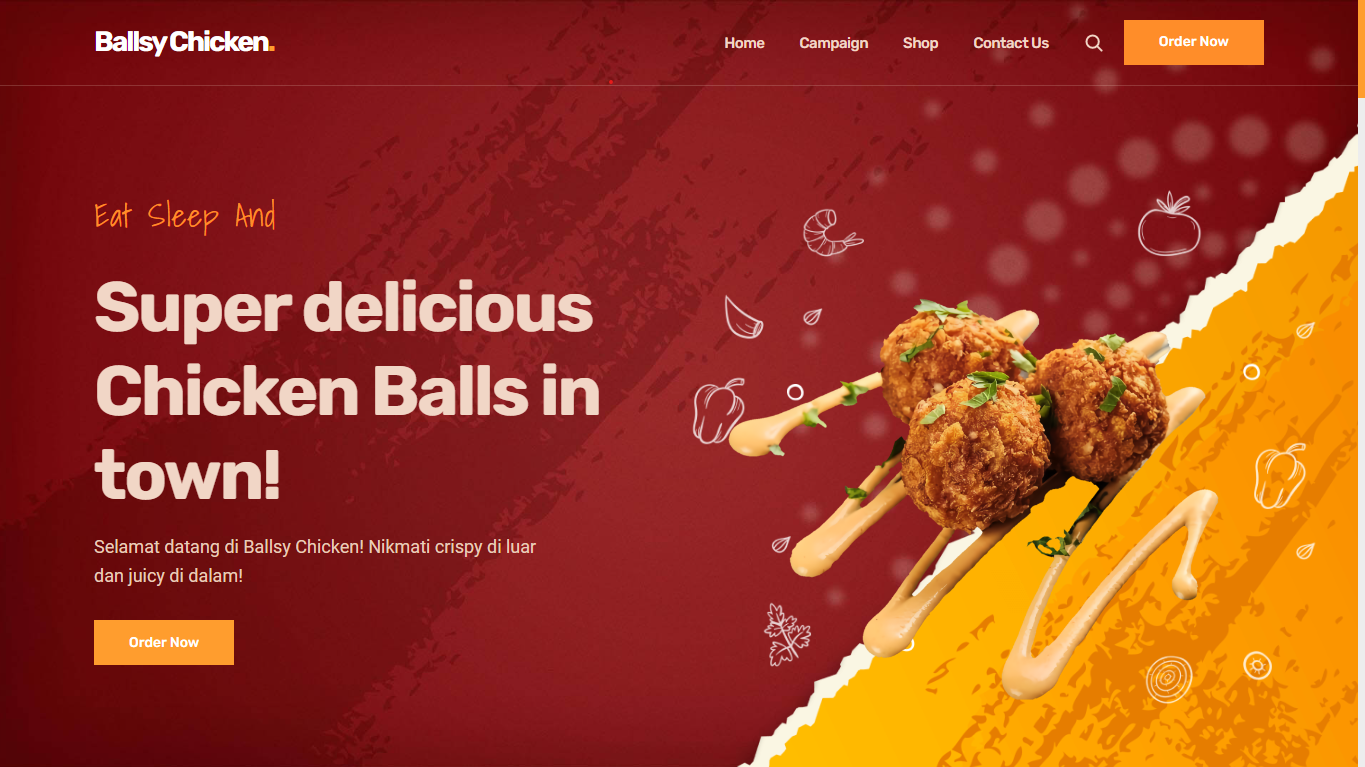 Ballsy Chicken.
Home Campaign Shop Contact Us Order Now
Eat Sleep And
Super delicious
Chicken Balls in
town!
Selamat datang di Ballsy Chicken! Nikmati crispy di luar
dan juicy di dalam!
Order Now